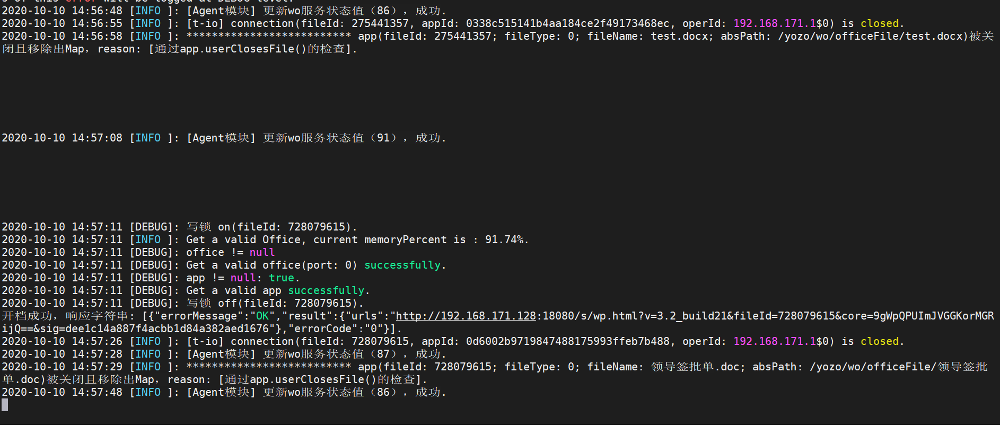 s of this error will be logged at DEBUG level.
2020-10-10 14:56:48 [INFO ]: [Agent模块] 更新wo服务状态值（86），成功.
2020-10-10 14:56:55 [INFO ]: [t-io] connection(fileId: 275441357, appId: 0338c515141b4aa184ce2f49173468ec, operId: 192.168.171.1$0) is closed.
2020-10-10 14:56:58 [INFO ]: ************************** app(fileId: 275441357; fileType: 0; fileName: test.docx; absPath: /yozo/wo/officeFile/test.docx)被关
闭且移除出Map，reason: [通过app.userClosesFile()的检查].
2020-10-10 14:57:08 [INFO ]: [Agent模块] 更新wo服务状态值（91），成功.
2020-10-10 14:57:11 [DEBUG]: 写锁 on(fileId: 728079615).
2020-10-10 14:57:11 [INFO ]: Get a valid Office, current memoryPercent is : 91.74%.
2020-10-10 14:57:11 [DEBUG]: office != null
2020-10-10 14:57:11 [DEBUG]: Get a valid office(port: 0) successfully.
2020-10-10 14:57:11 [DEBUG]: app != null: true.
2020-10-10 14:57:11 [DEBUG]: Get a valid app successfully.
2020-10-10 14:57:11 [DEBUG]: 写锁 off(fileId: 728079615).
开档成功，响应字符串: [{"errorMessage":"OK","result":{"urls":"http://192.168.171.128:18080/s/wp.html?v=3.2_build21&fileId=728079615&core=9gWpQPUImJVGGKorMGR
ijQ==&sig=dee1c14a887f4acbb1d84a382aed1676"},"errorCode":"0"}].
2020-10-10 14:57:26 [INFO ]: [t-io] connection(fileId: 728079615, appId: 0d6002b9719847488175993ffeb7b488, operId: 192.168.171.1$0) is closed.
2020-10-10 14:57:28 [INFO ]: [Agent模块] 更新wo服务状态值（87），成功.
2020-10-10 14:57:29 [INFO ]: ************************** app(fileId: 728079615; fileType: 0; fileName: 领导签批单.doc; absPath: /yozo/wo/officeFile/领导签批
单.doc)被关闭且移除出Map，reason: [通过app.userClosesFile()的检查].
2020-10-10 14:57:48 [INFO ]: [Agent模块] 更新wo服务状态值（86），成功.